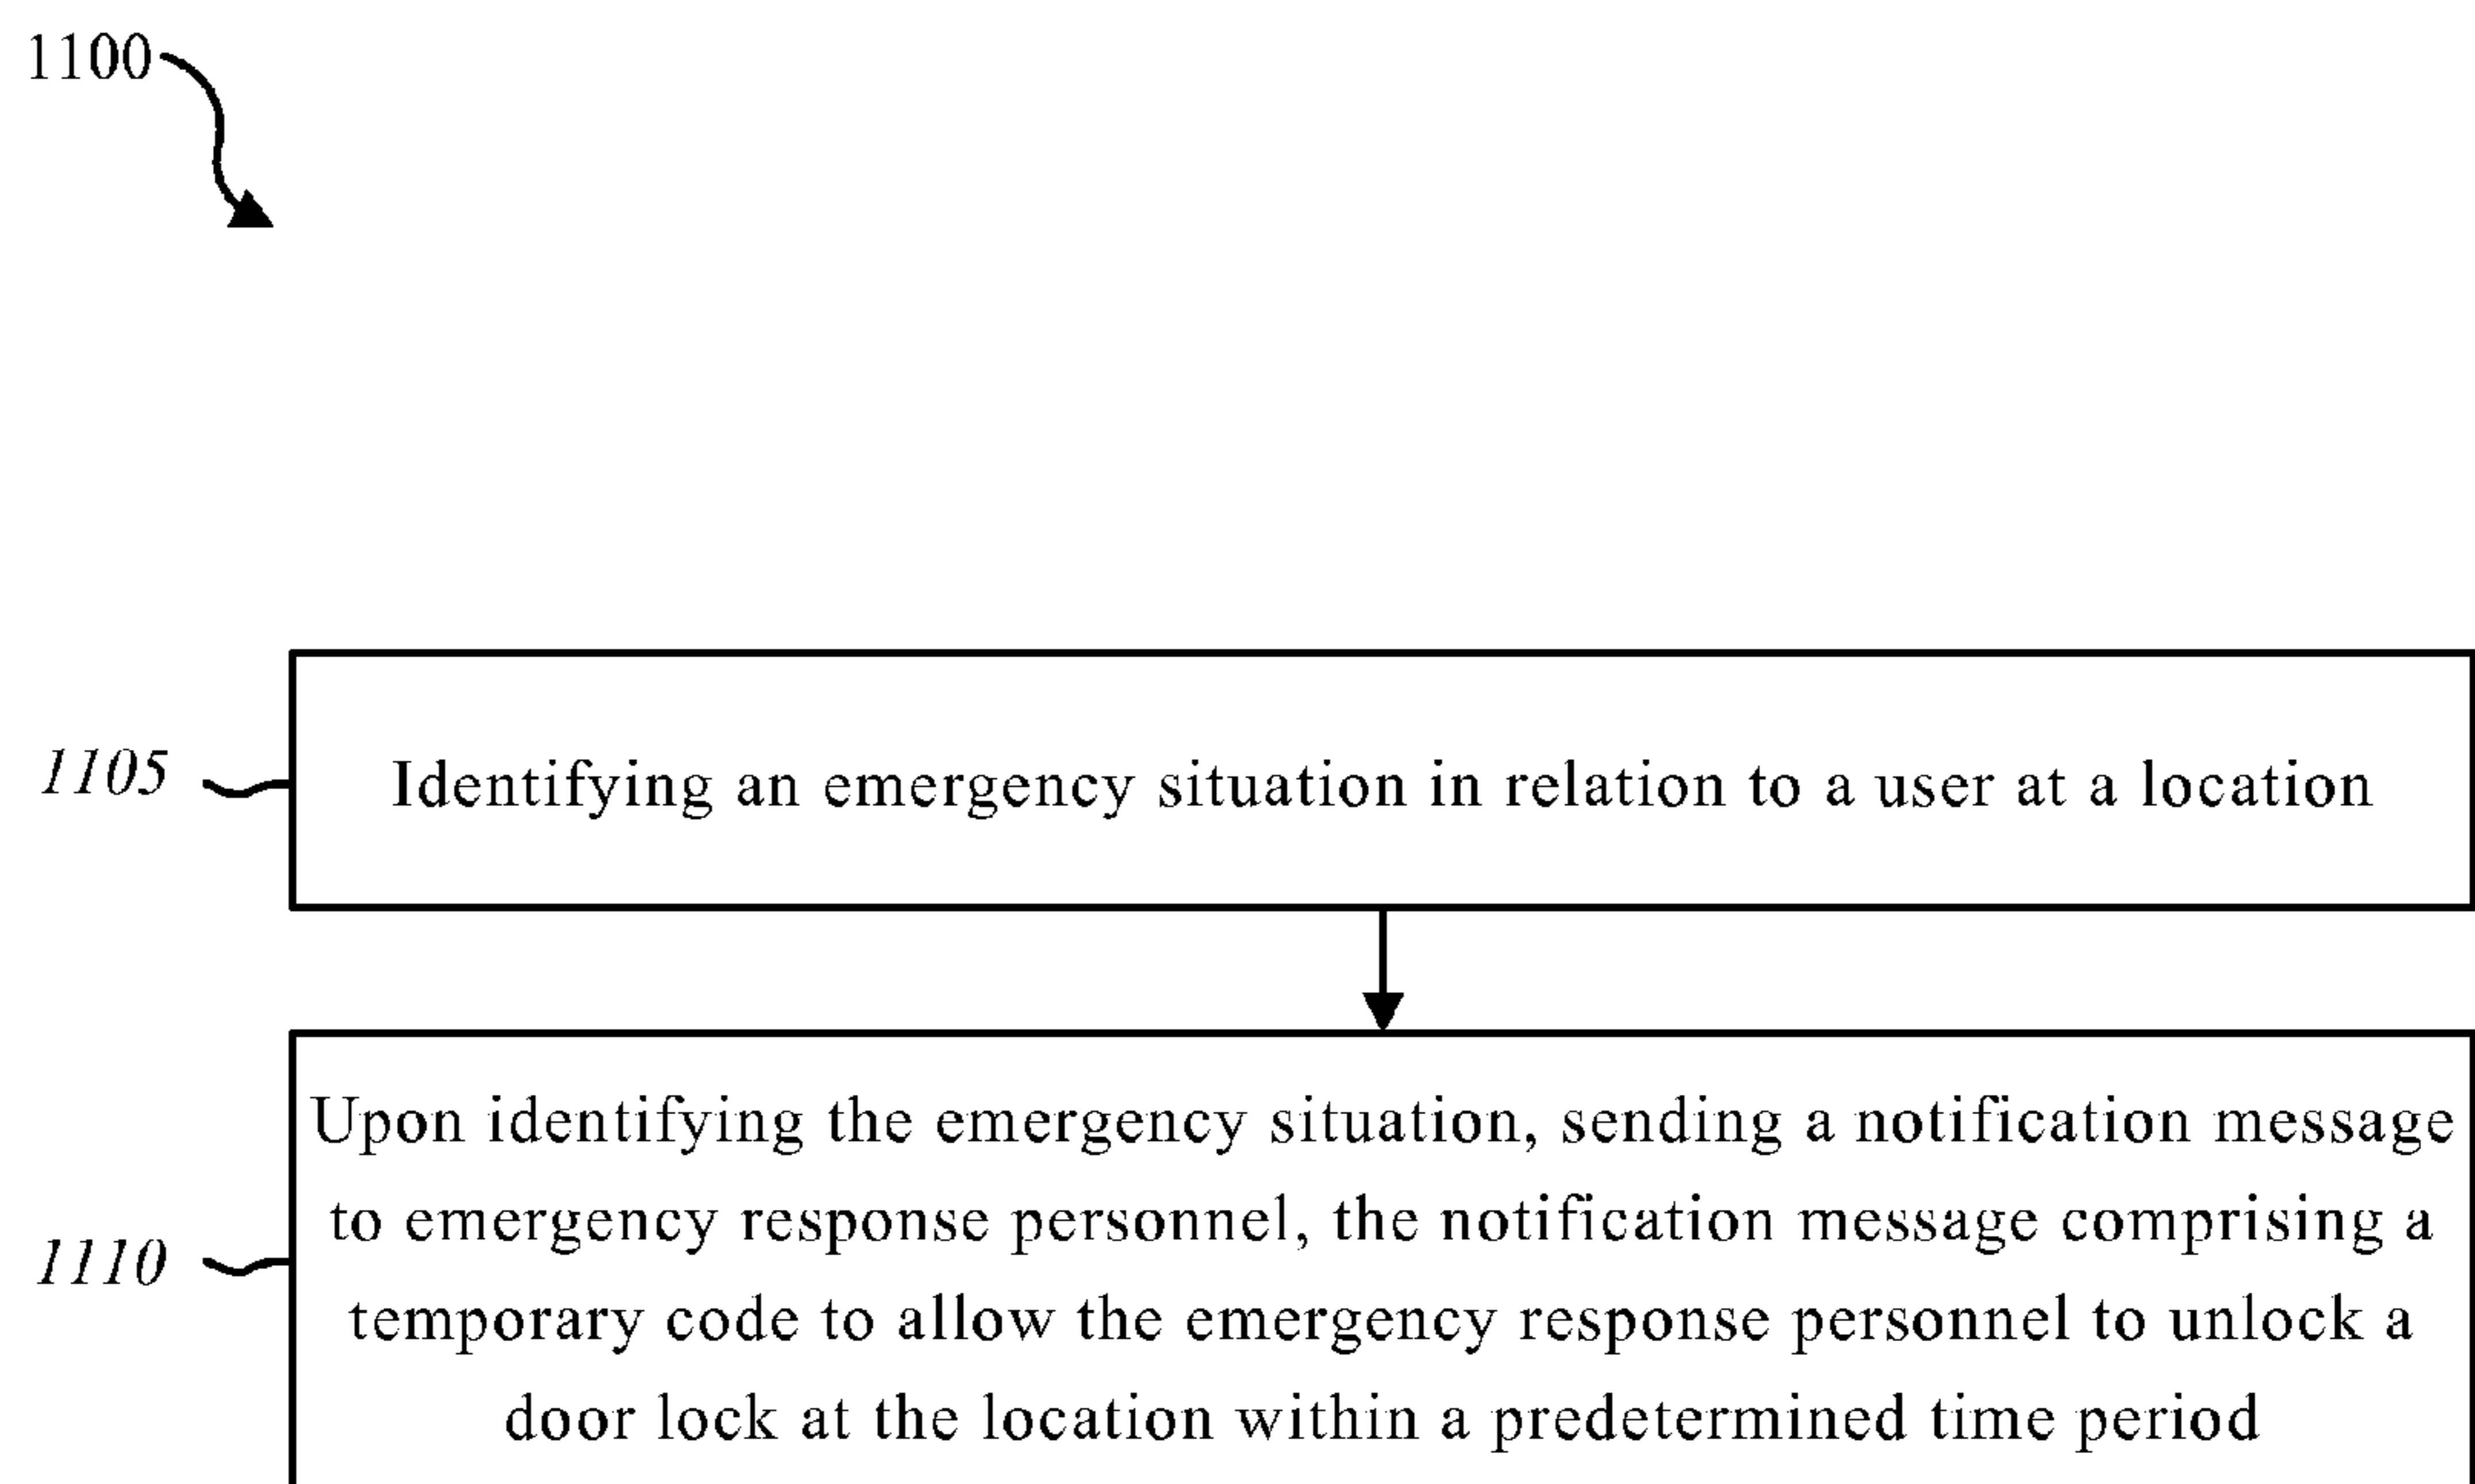 1100
1105
Identifying an emergency situation in relation to a user at a location
Upon identifying the emergency situation, sending a notification message
to emergency response personnel, the notification message comprising a
1110
temporary code to allow the emergency response personnel to unlock a
door lock at the location within a predetermined time period